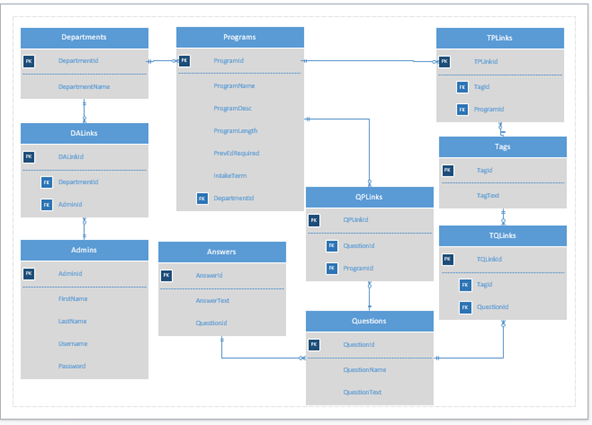 Departments
PK DepartmentId
DepartmentName
DALinks
PK DALinkId
FK DepartmentId
FK AdminId
Admins
PK AdminId
FirstName
LastName
Username
Password
Programs
PK ProgramId
ProgramName
ProgramDesc
ProgramLength
PrevEdRequired
IntakeTerm
FK DepartmentId
Answers
PK AnswerId
AnswerText
QuestionId
QPLinks
PK QPLinkId
FK QuestionId
FK ProgramId
Questions
PK QuestionId
QuestionName
QuestionText
TPLinks
PK TPLinkId
FK TagId
FK ProgramId
Tags
PK TagId
TagText
TQLinks
PK TQLinkId
FK TagId
FK QuestionId